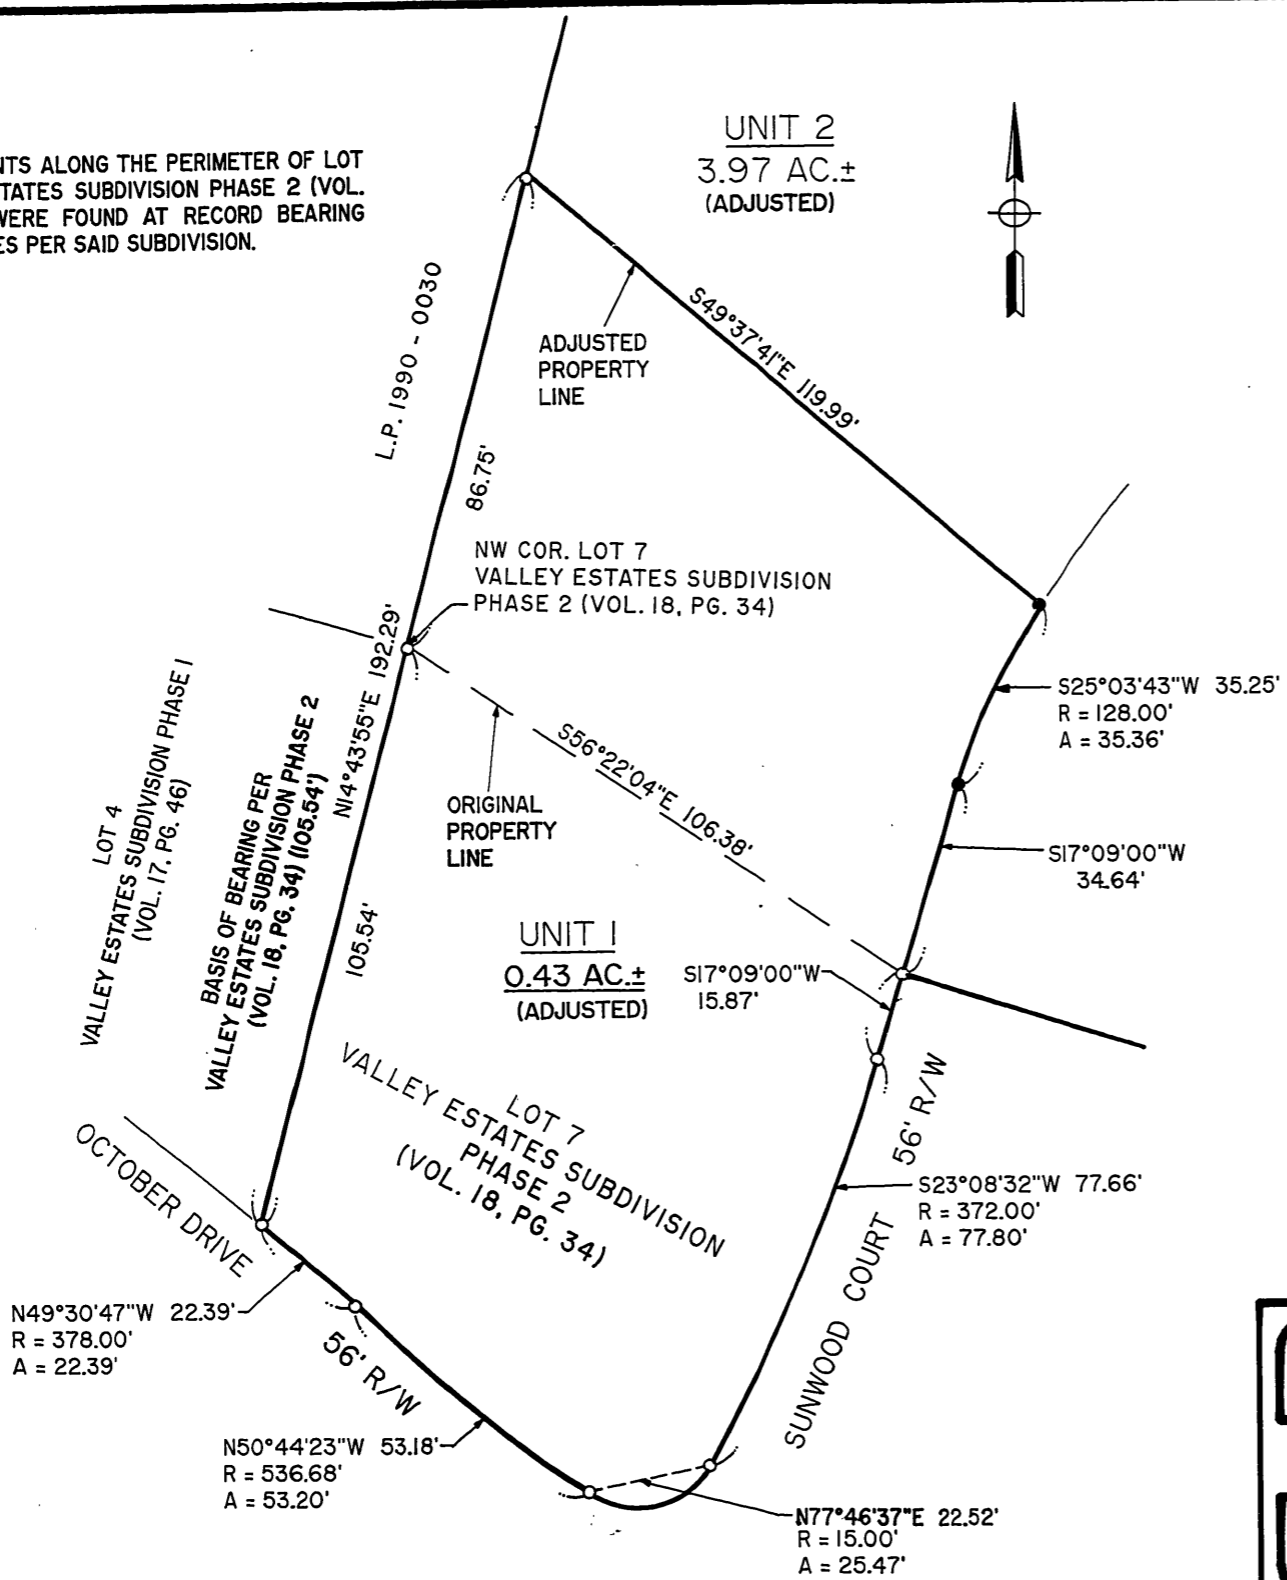 UNIT 2
3.97 AC.±
(ADJUSTED)
NTS ALONG THE PERIMETER OF LOT
TATES SUBDIVISION PHASE 2 (VOL.
WERE FOUND AT RECORD BEARING
ES PER SAID SUBDIVISION.
L.P. 1990 - 0030
ADJUSTED
PROPERTY
LINE
S49°37'41"E 119.99'
86.75'
NW COR. LOT 7
VALLEY ESTATES SUBDIVISION
PHASE 2 (VOL. 18, PG. 34)
N14°43'55"E 192.29'
S25°03'43"W 35.25'
R = 128.00'
A = 35.36'
LOT 4
VALLEY ESTATES SUBDIVISION PHASE I
(VOL. 17, PG. 46)
BASIS OF BEARING PER
VALLEY ESTATES SUBDIVISION PHASE 2
(VOL. 18, PG. 34) (105.54')
S56°22'04"E 106.38'
ORIGINAL
PROPERTY
LINE
S17°09'00"W
34.64'
105.54'
UNIT 1
0.43 AC.±
(ADJUSTED)
S17°09'00"W
15.87'
LOT 7
VALLEY ESTATES SUBDIVISION
PHASE 2
(VOL. 18, PG. 34)
56' R/W
SUNWOOD COURT
S23°08'32"W 77.66'
R = 372.00'
A = 77.80'
OCTOBER DRIVE
56' R/W
N49°30'47"W 22.39'
R = 378.00'
A = 22.39'
N50°44'23"W 53.18'
R = 536.68'
A = 53.20'
N77°46'37"E 22.52'
R = 15.00'
A = 25.47'